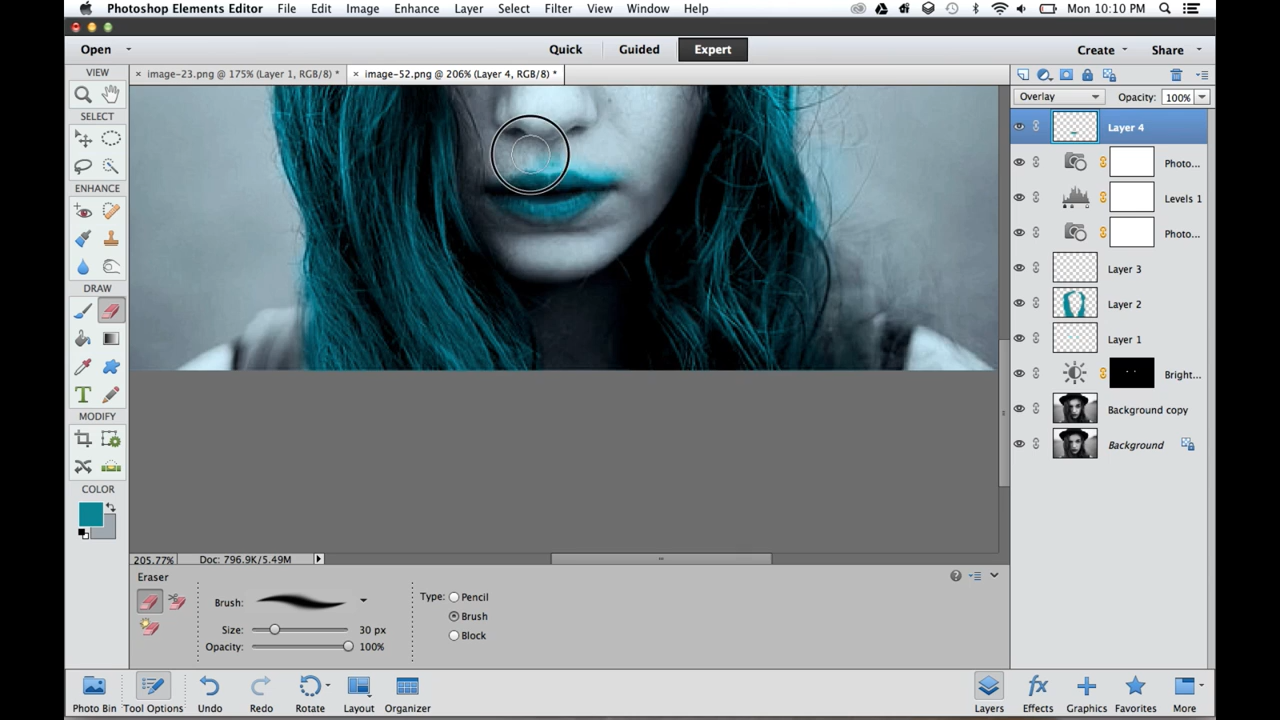 Photoshop Elements Editor File Edit Image Enhance Layer Select Filter View Window Help Mon 10:10 PM
Open Quick Guided Expert Create Share
VIEW
× image-23.png @ 175% (Layer 1, RGB/8) * × image-52.png @ 206% (Layer 4, RGB/8) *
Overlay Opacity: 100%
SELECT
Layer 4
Photo...
ENHANCE
Levels 1
Photo...
Layer 3
DRAW
Layer 2
Layer 1
Bright...
T
Background copy
MODIFY
Background
COLOR
205.77% Doc: 796.9K/5.49M
Eraser
Brush: Type: Pencil
Brush
Size: 30 px
Block
Opacity: 100%
Photo Bin Tool Options Undo Redo Rotate Layout Organizer Layers fx Effects Graphics Favorites More